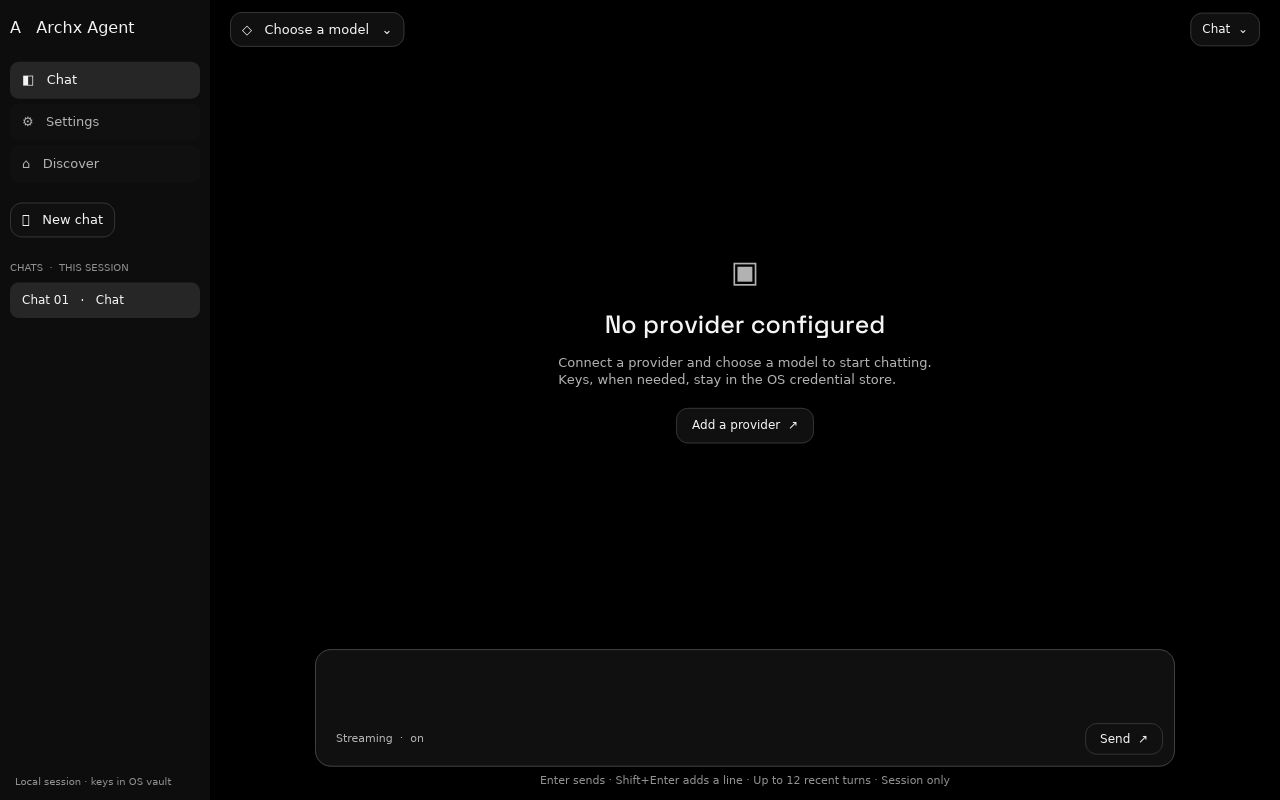 A Archx Agent
Choose a model
Chat
Chat
Settings
Discover
New chat
CHATS · THIS SESSION
Chat 01 · Chat
No provider configured
Connect a provider and choose a model to start chatting.
Keys, when needed, stay in the OS credential store.
Add a provider ↗
Streaming · on
Send ↗
Local session · keys in OS vault
Enter sends · Shift+Enter adds a line · Up to 12 recent turns · Session only